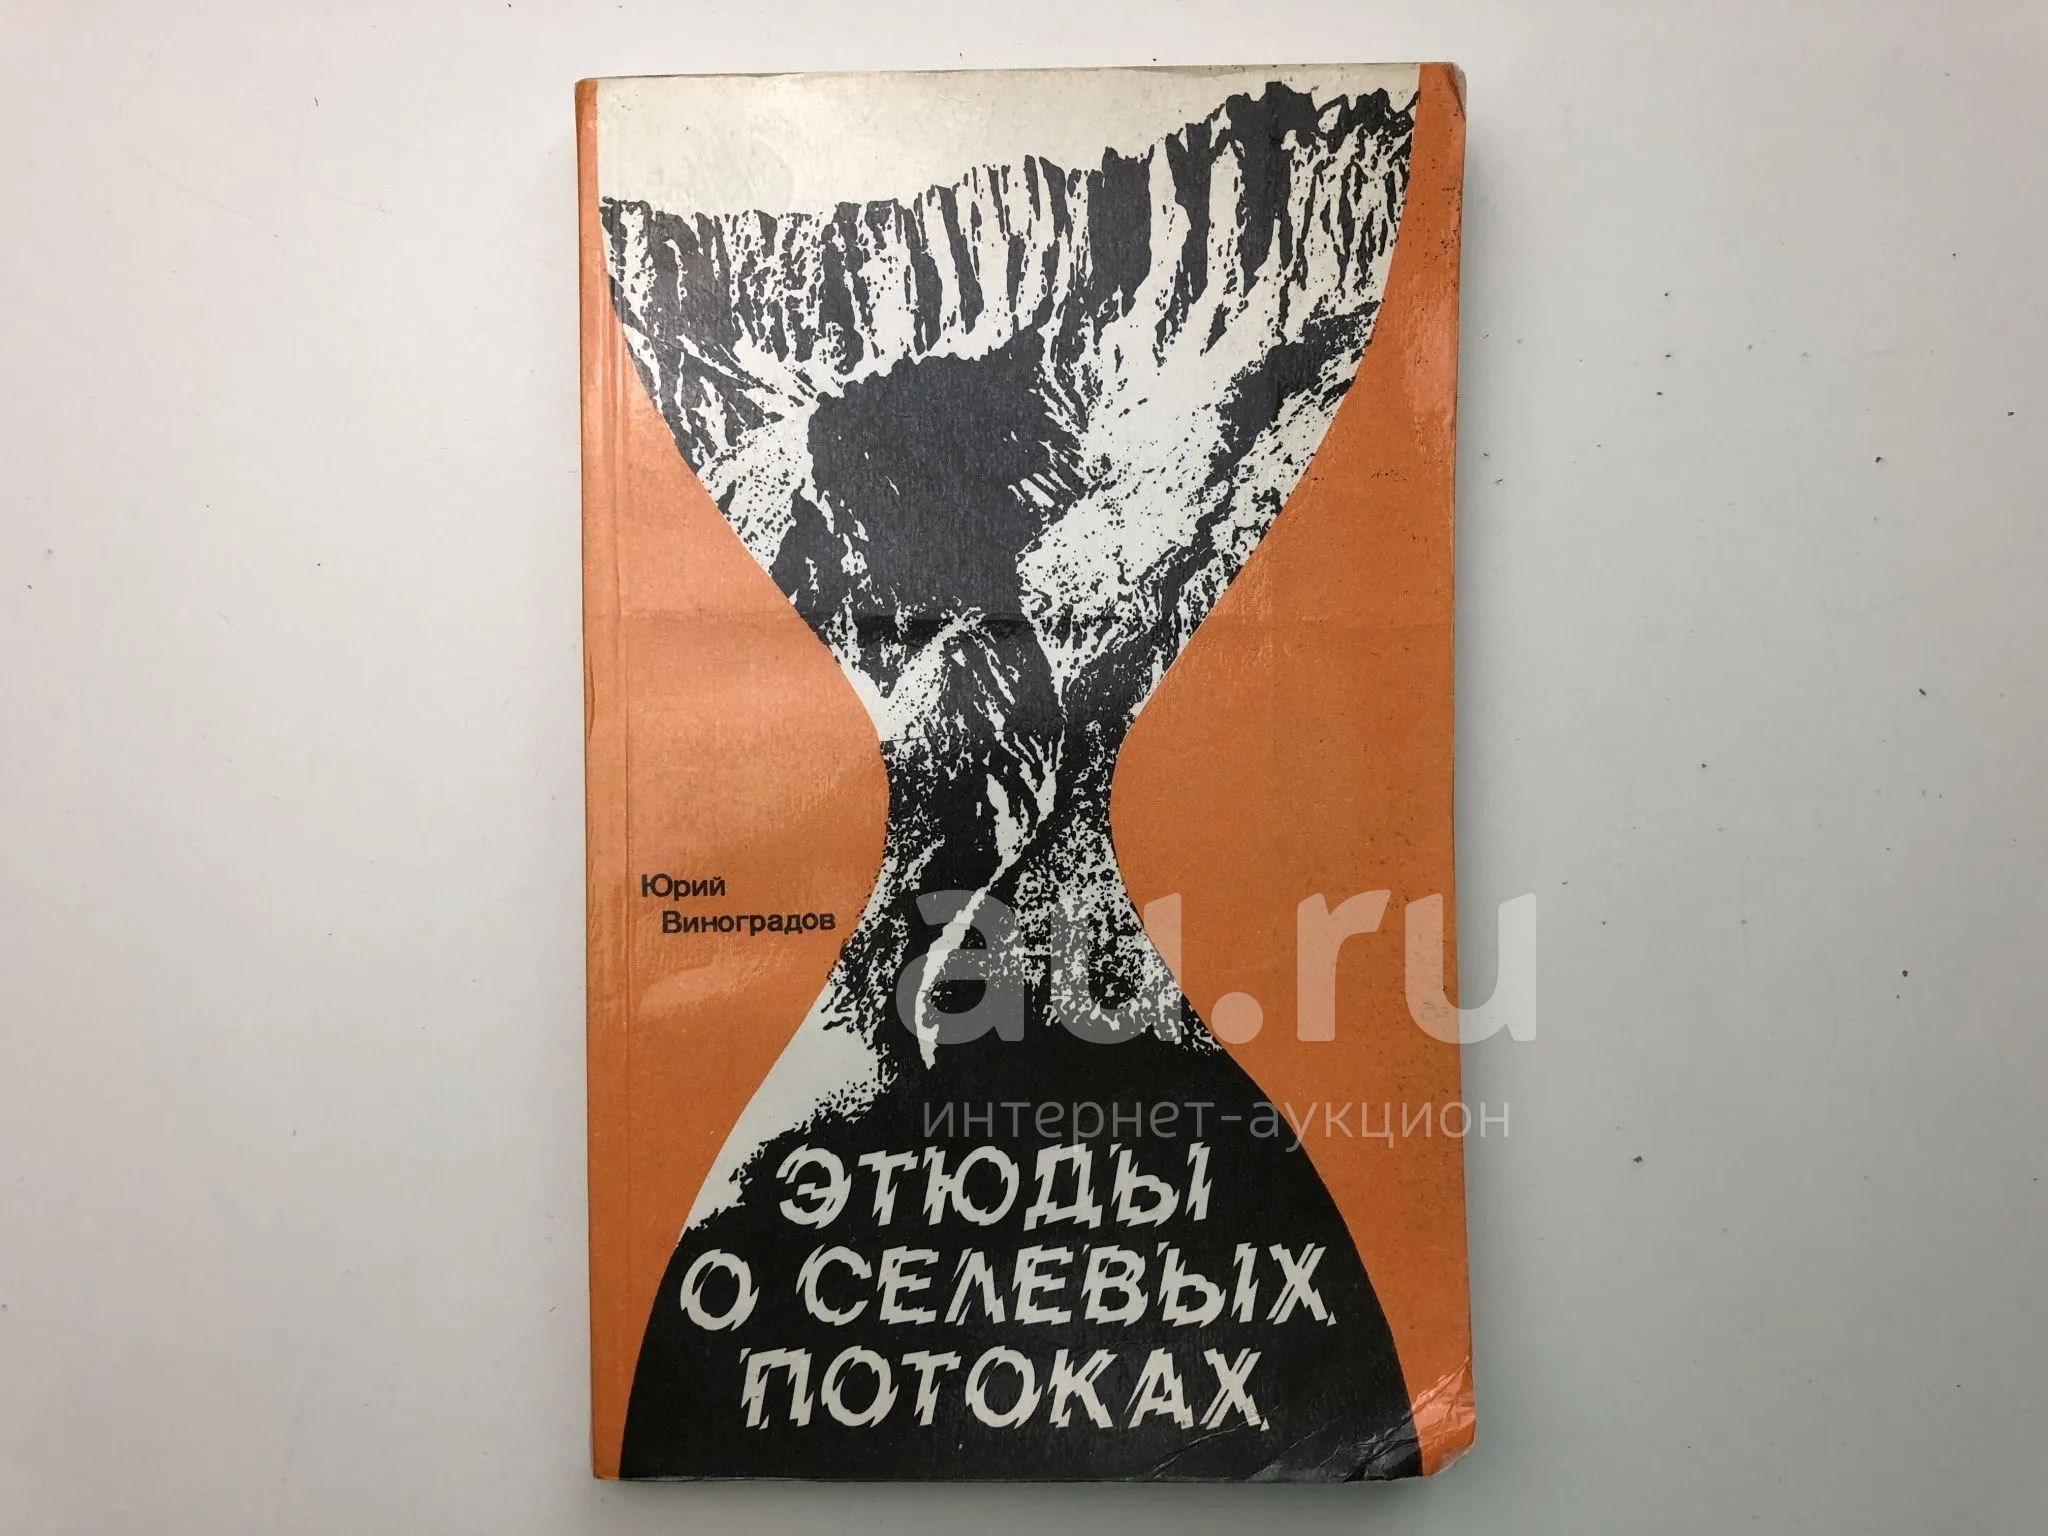 Юрий
Виноградов
au.ru
интернет-аукцион
ЭТЮДЫ
О СЕЛЕВЫХ
ПОТОКАХ